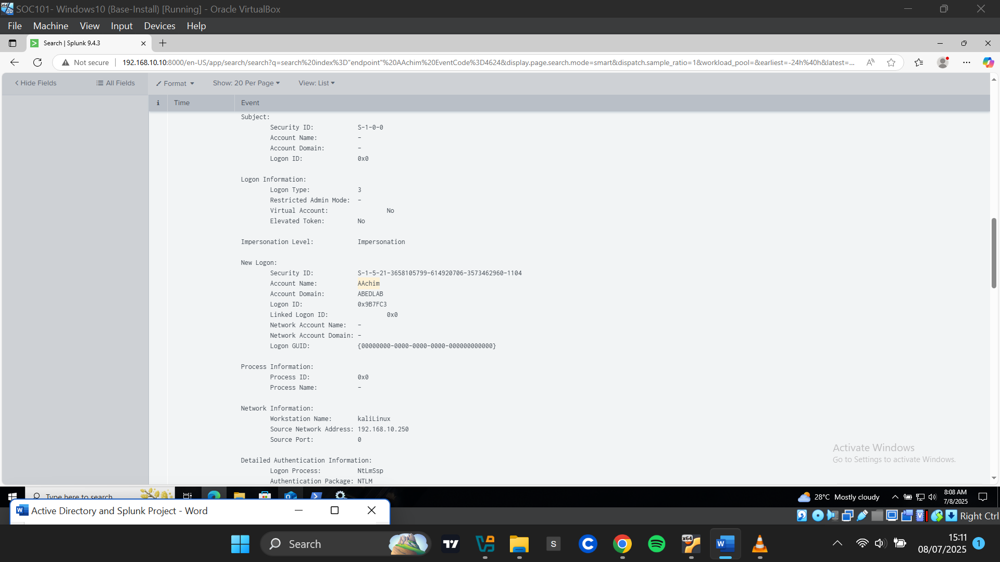 SOC101- Windows10 (Base-Install) [Running] - Oracle VirtualBox
File Machine View Input Devices Help
Search | Splunk 9.4.3
Not secure 192.168.10.10:8000/en-US/app/search/search?q=search%20index%3D"endpoint"%20AAchim%20EventCode%3D4624&display.page.search.mode=smart&dispatch.sample_ratio=1&workload_pool=&earliest=-24h%40h&latest=...
< Hide Fields All Fields Format Show: 20 Per Page View: List
i Time Event
Subject:
Security ID: S-1-0-0
Account Name: -
Account Domain: -
Logon ID: 0x0
Logon Information:
Logon Type: 3
Restricted Admin Mode: -
Virtual Account: No
Elevated Token: No
Impersonation Level: Impersonation
New Logon:
Security ID: S-1-5-21-3658105799-614920706-3573462960-1104
Account Name: AAchim
Account Domain: ABEDLAB
Logon ID: 0x9B7FC3
Linked Logon ID: 0x0
Network Account Name: -
Network Account Domain: -
Logon GUID: {00000000-0000-0000-0000-000000000000}
Process Information:
Process ID: 0x0
Process Name: -
Network Information:
Workstation Name: kaliLinux
Source Network Address: 192.168.10.250
Source Port: 0
Detailed Authentication Information:
Logon Process: NtLmSsp
Authentication Package: NTLM
Activate Windows
Go to Settings to activate Windows.
Type here to search
28°C Mostly cloudy
8:08 AM
7/8/2025
Active Directory and Splunk Project - Word
Right Ctrl
Search
15:11
08/07/2025
1